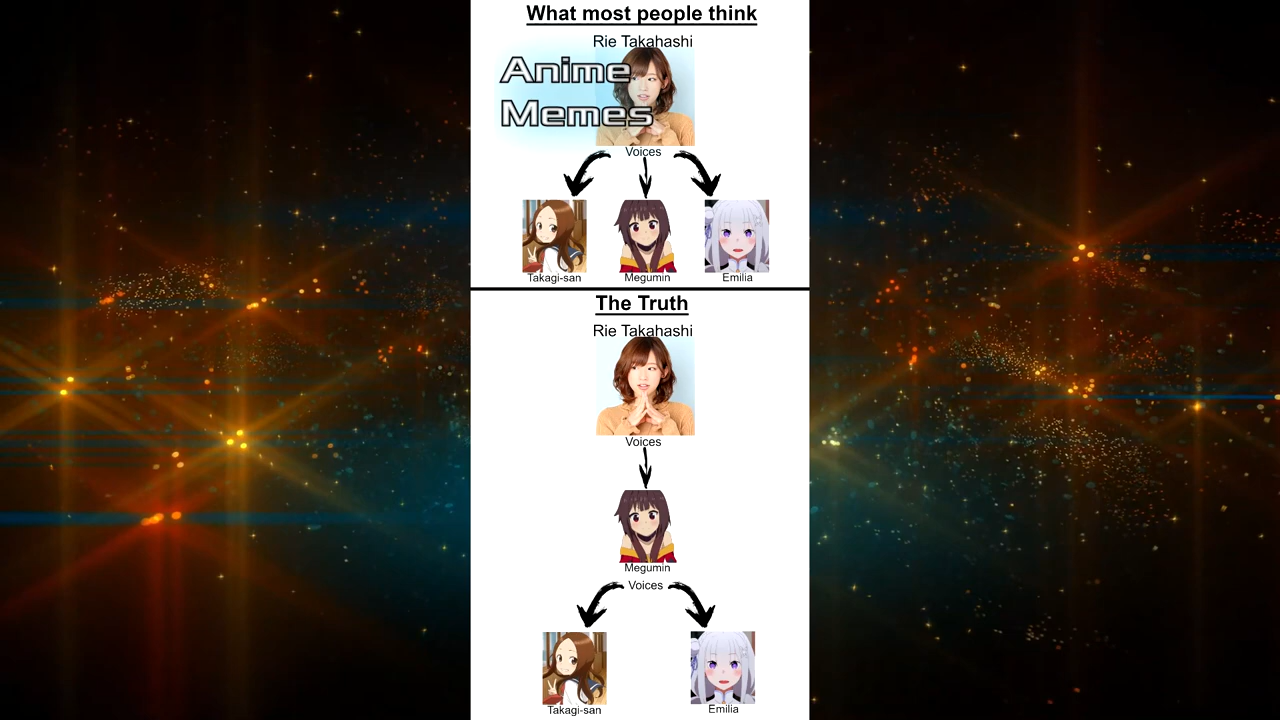 What most people think
Rie Takahashi
Anime
Memes
Voices
Takagi-san
Megumin
Emilia
The Truth
Rie Takahashi
Voices
Megumin
Voices
Takagi-san
Emilia